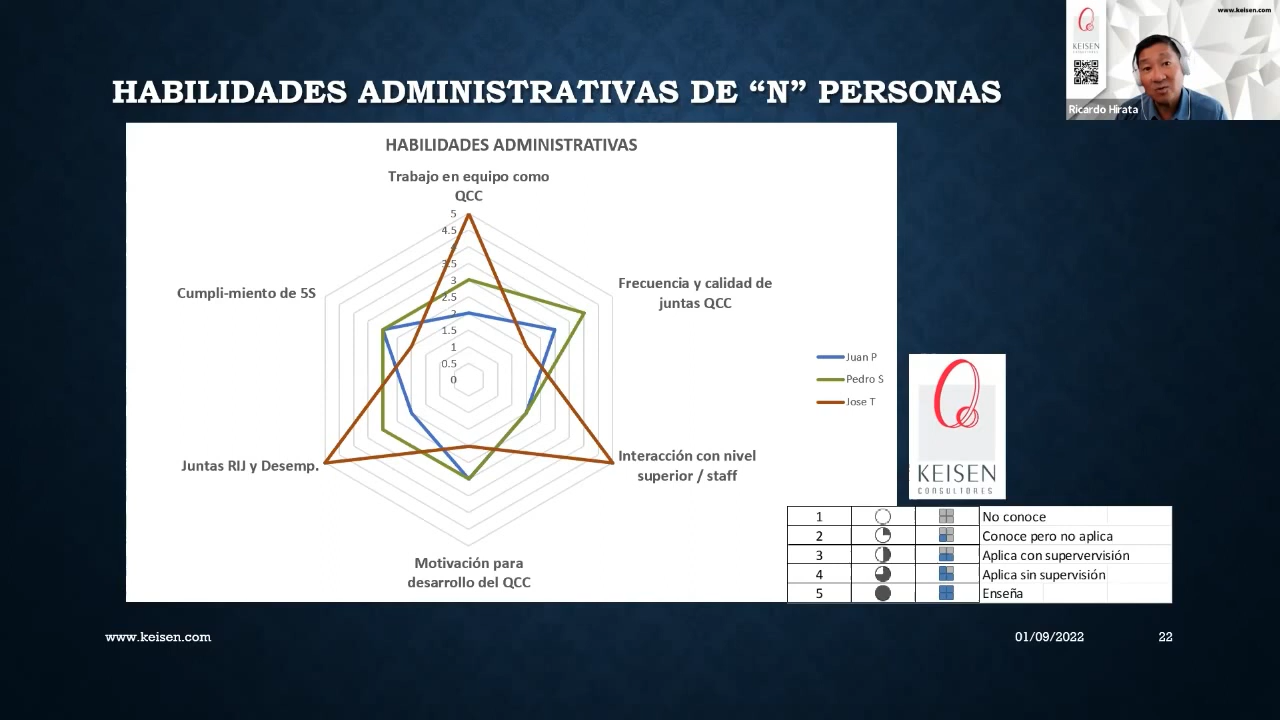 www.keisen.com
KEISEN
Ricardo Hirata
HABILIDADES ADMINISTRATIVAS DE “N” PERSONAS
HABILIDADES ADMINISTRATIVAS
Trabajo en equipo como
QCC
5
4.5
4
3.5
3
2.5
2
1.5
1
0.5
0
Cumpli-miento de 5S
Frecuencia y calidad de
juntas QCC
Juan P
Pedro S
Jose T
Juntas RIJ y Desemp.
Interacción con nivel
superior / staff
Motivación para
desarrollo del QCC
KEISEN
CONSULTORES
1 No conoce
2 Conoce pero no aplica
3 Aplica con supervervisión
4 Aplica sin supervisión
5 Enseña
www.keisen.com
01/09/2022
22